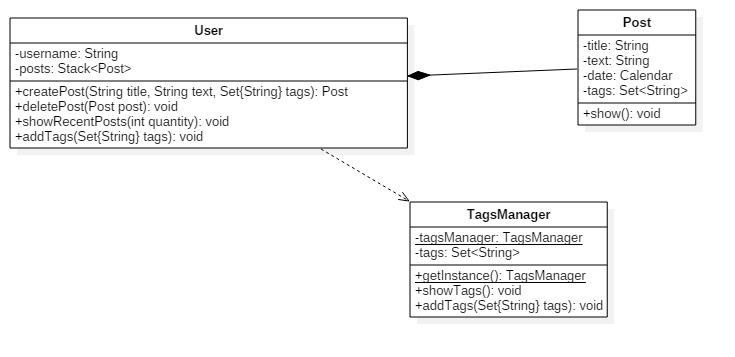 User
-username: String
-posts: Stack<Post>
+createPost(String title, String text, Set{String} tags): Post
+deletePost(Post post): void
+showRecentPosts(int quantity): void
+addTags(Set{String} tags): void
Post
-title: String
-text: String
-date: Calendar
-tags: Set<String>
+show(): void
TagsManager
-tagsManager: TagsManager
-tags: Set<String>
+getInstance(): TagsManager
+showTags(): void
+addTags(Set{String} tags): void